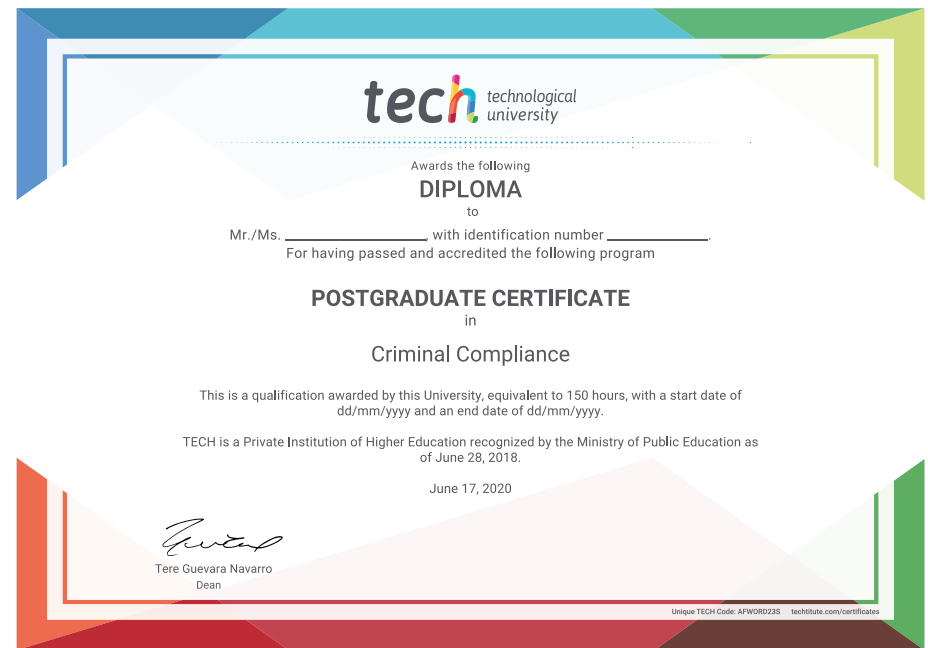 tech technological
university
Awards the following
DIPLOMA
to
Mr./Ms. ____________, with identification number ____________.
For having passed and accredited the following program
POSTGRADUATE CERTIFICATE
in
Criminal Compliance
This is a qualification awarded by this University, equivalent to 150 hours, with a start date of
dd/mm/yyyy and an end date of dd/mm/yyyy.
TECH is a Private Institution of Higher Education recognized by the Ministry of Public Education as
of June 28, 2018.
June 17, 2020
Tere Guevara Navarro
Dean
Unique TECH Code: AFWORD23S techtitute.com/certificates